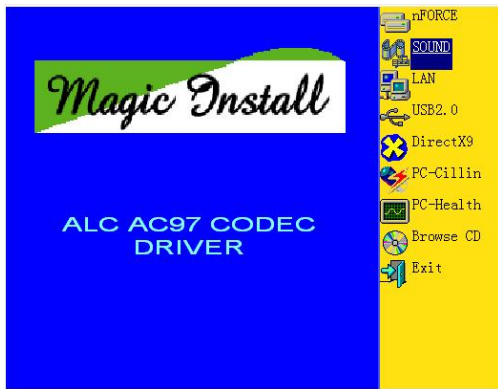 Magic Install
ALC AC97 CODEC
DRIVER
nFORCE
SOUND
LAN
USB2.0
DirectX9
PC-Cillin
PC-Health
Browse CD
Exit